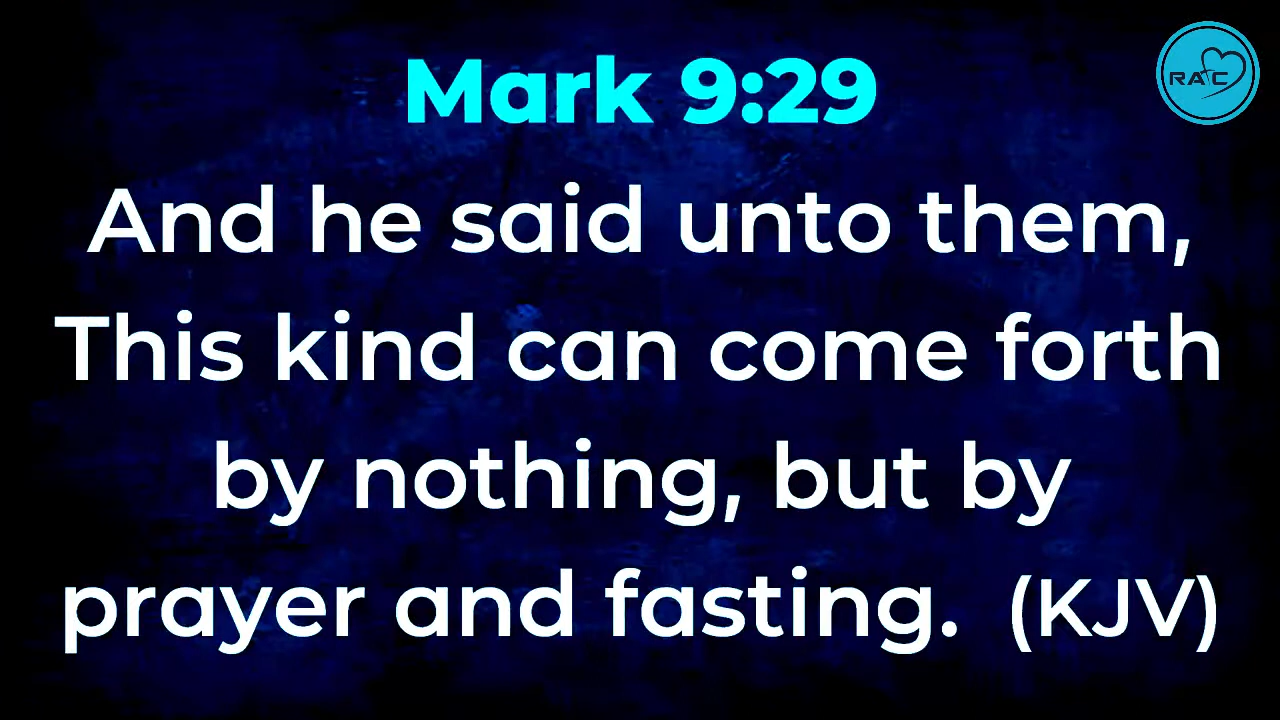 Mark 9:29
RAC
And he said unto them,
This kind can come forth
by nothing, but by
prayer and fasting. (KJV)